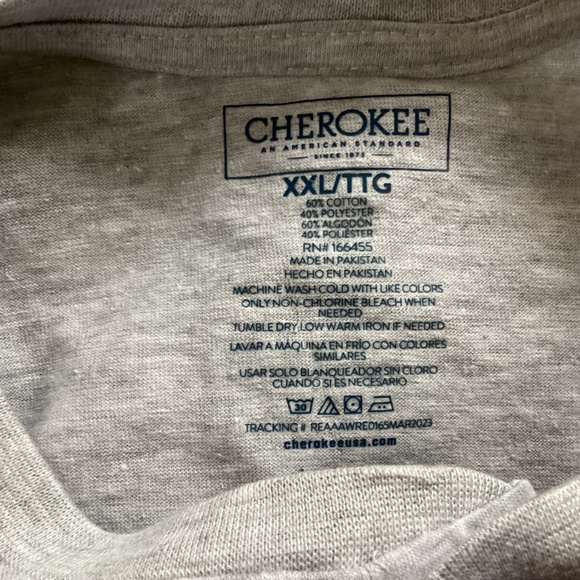 CHEROKEE
AN AMERICAN STANDARD
SINCE 1973
XXL/TTG
60% COTTON
40% POLYESTER
60% ALGODÓN
40% POLIÉSTER
RN# 166455
MADE IN PAKISTAN
HECHO EN PAKISTAN
MACHINE WASH COLD WITH LIKE COLORS
ONLY NON-CHLORINE BLEACH WHEN
NEEDED
TUMBLE DRY LOW WARM IRON IF NEEDED
LAVAR A MÁQUINA EN FRÍO CON COLORES
SIMILARES
USAR SOLO BLANQUEADOR SIN CLORO
CUANDO SI ES NECESARIO
30
TRACKING # REAAAWRE0165MAR2023
cherokeeusa.com